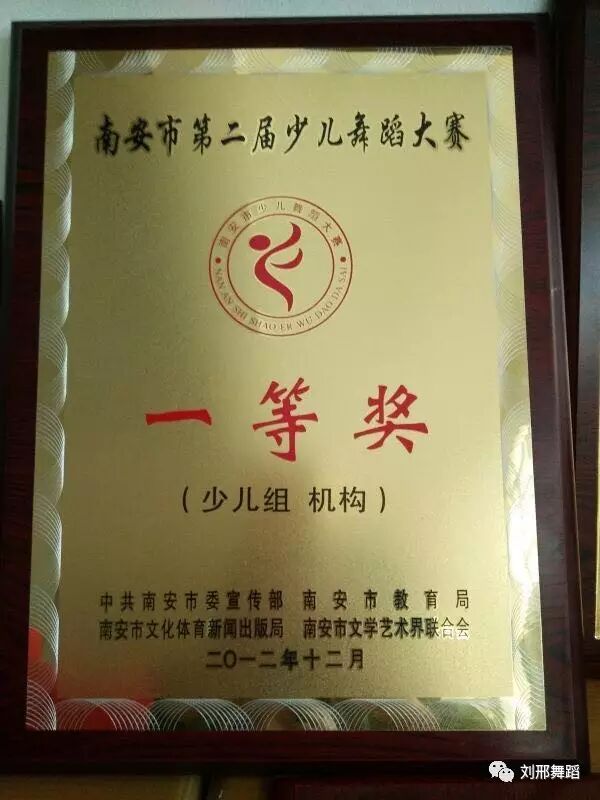 南安市第二届少儿舞蹈大赛
南安市少儿舞蹈大赛
NAN AN SHI SHAO ER WU DAO DA SAI
一等奖
（少儿组 机构）
中共南安市委宣传部 南安市教育局
南安市文化体育新闻出版局 南安市文学艺术界联合会
二〇一二年十二月
刘邢舞蹈